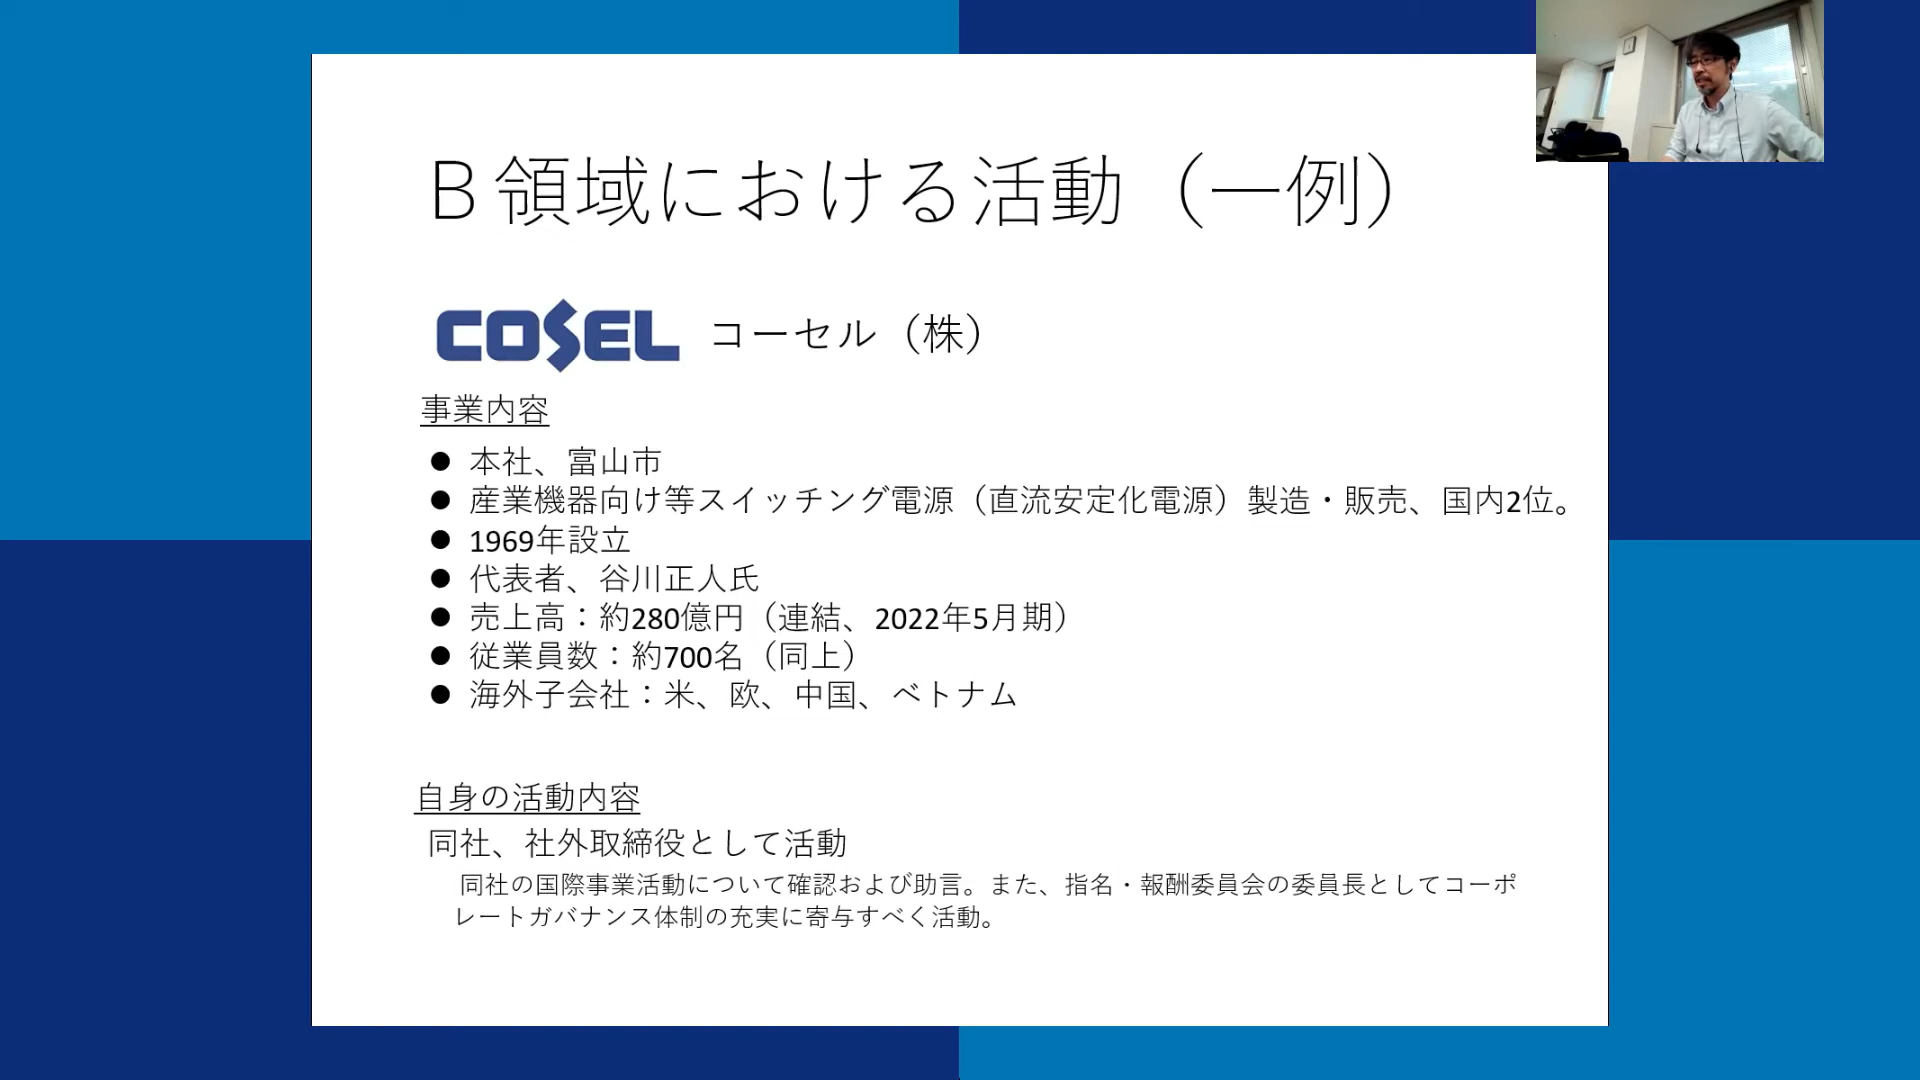 Ｂ領域における活動（一例）
COSEL コーセル（株）
事業内容
● 本社、富山市
● 産業機器向け等スイッチング電源（直流安定化電源）製造・販売、国内2位。
● 1969年設立
● 代表者、谷川正人氏
● 売上高：約280億円（連結、2022年5月期）
● 従業員数：約700名（同上）
● 海外子会社：米、欧、中国、ベトナム
自身の活動内容
同社、社外取締役として活動
同社の国際事業活動について確認および助言。また、指名・報酬委員会の委員長としてコーポ
レートガバナンス体制の充実に寄与すべく活動。